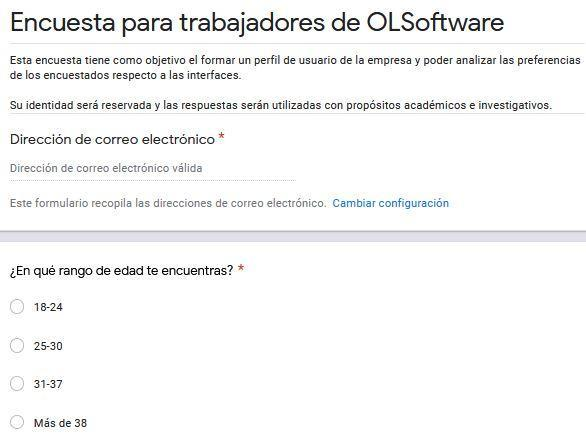 Encuesta para trabajadores de OLSoftware
Esta encuesta tiene como objetivo el formar un perfil de usuario de la empresa y poder analizar las preferencias
de los encuestados respecto a las interfaces.
Su identidad será reservada y las respuestas serán utilizadas con propósitos académicos e investigativos.
Dirección de correo electrónico *
Dirección de correo electrónico válida
Este formulario recopila las direcciones de correo electrónico. Cambiar configuración
¿En qué rango de edad te encuentras? *
18-24
25-30
31-37
Más de 38